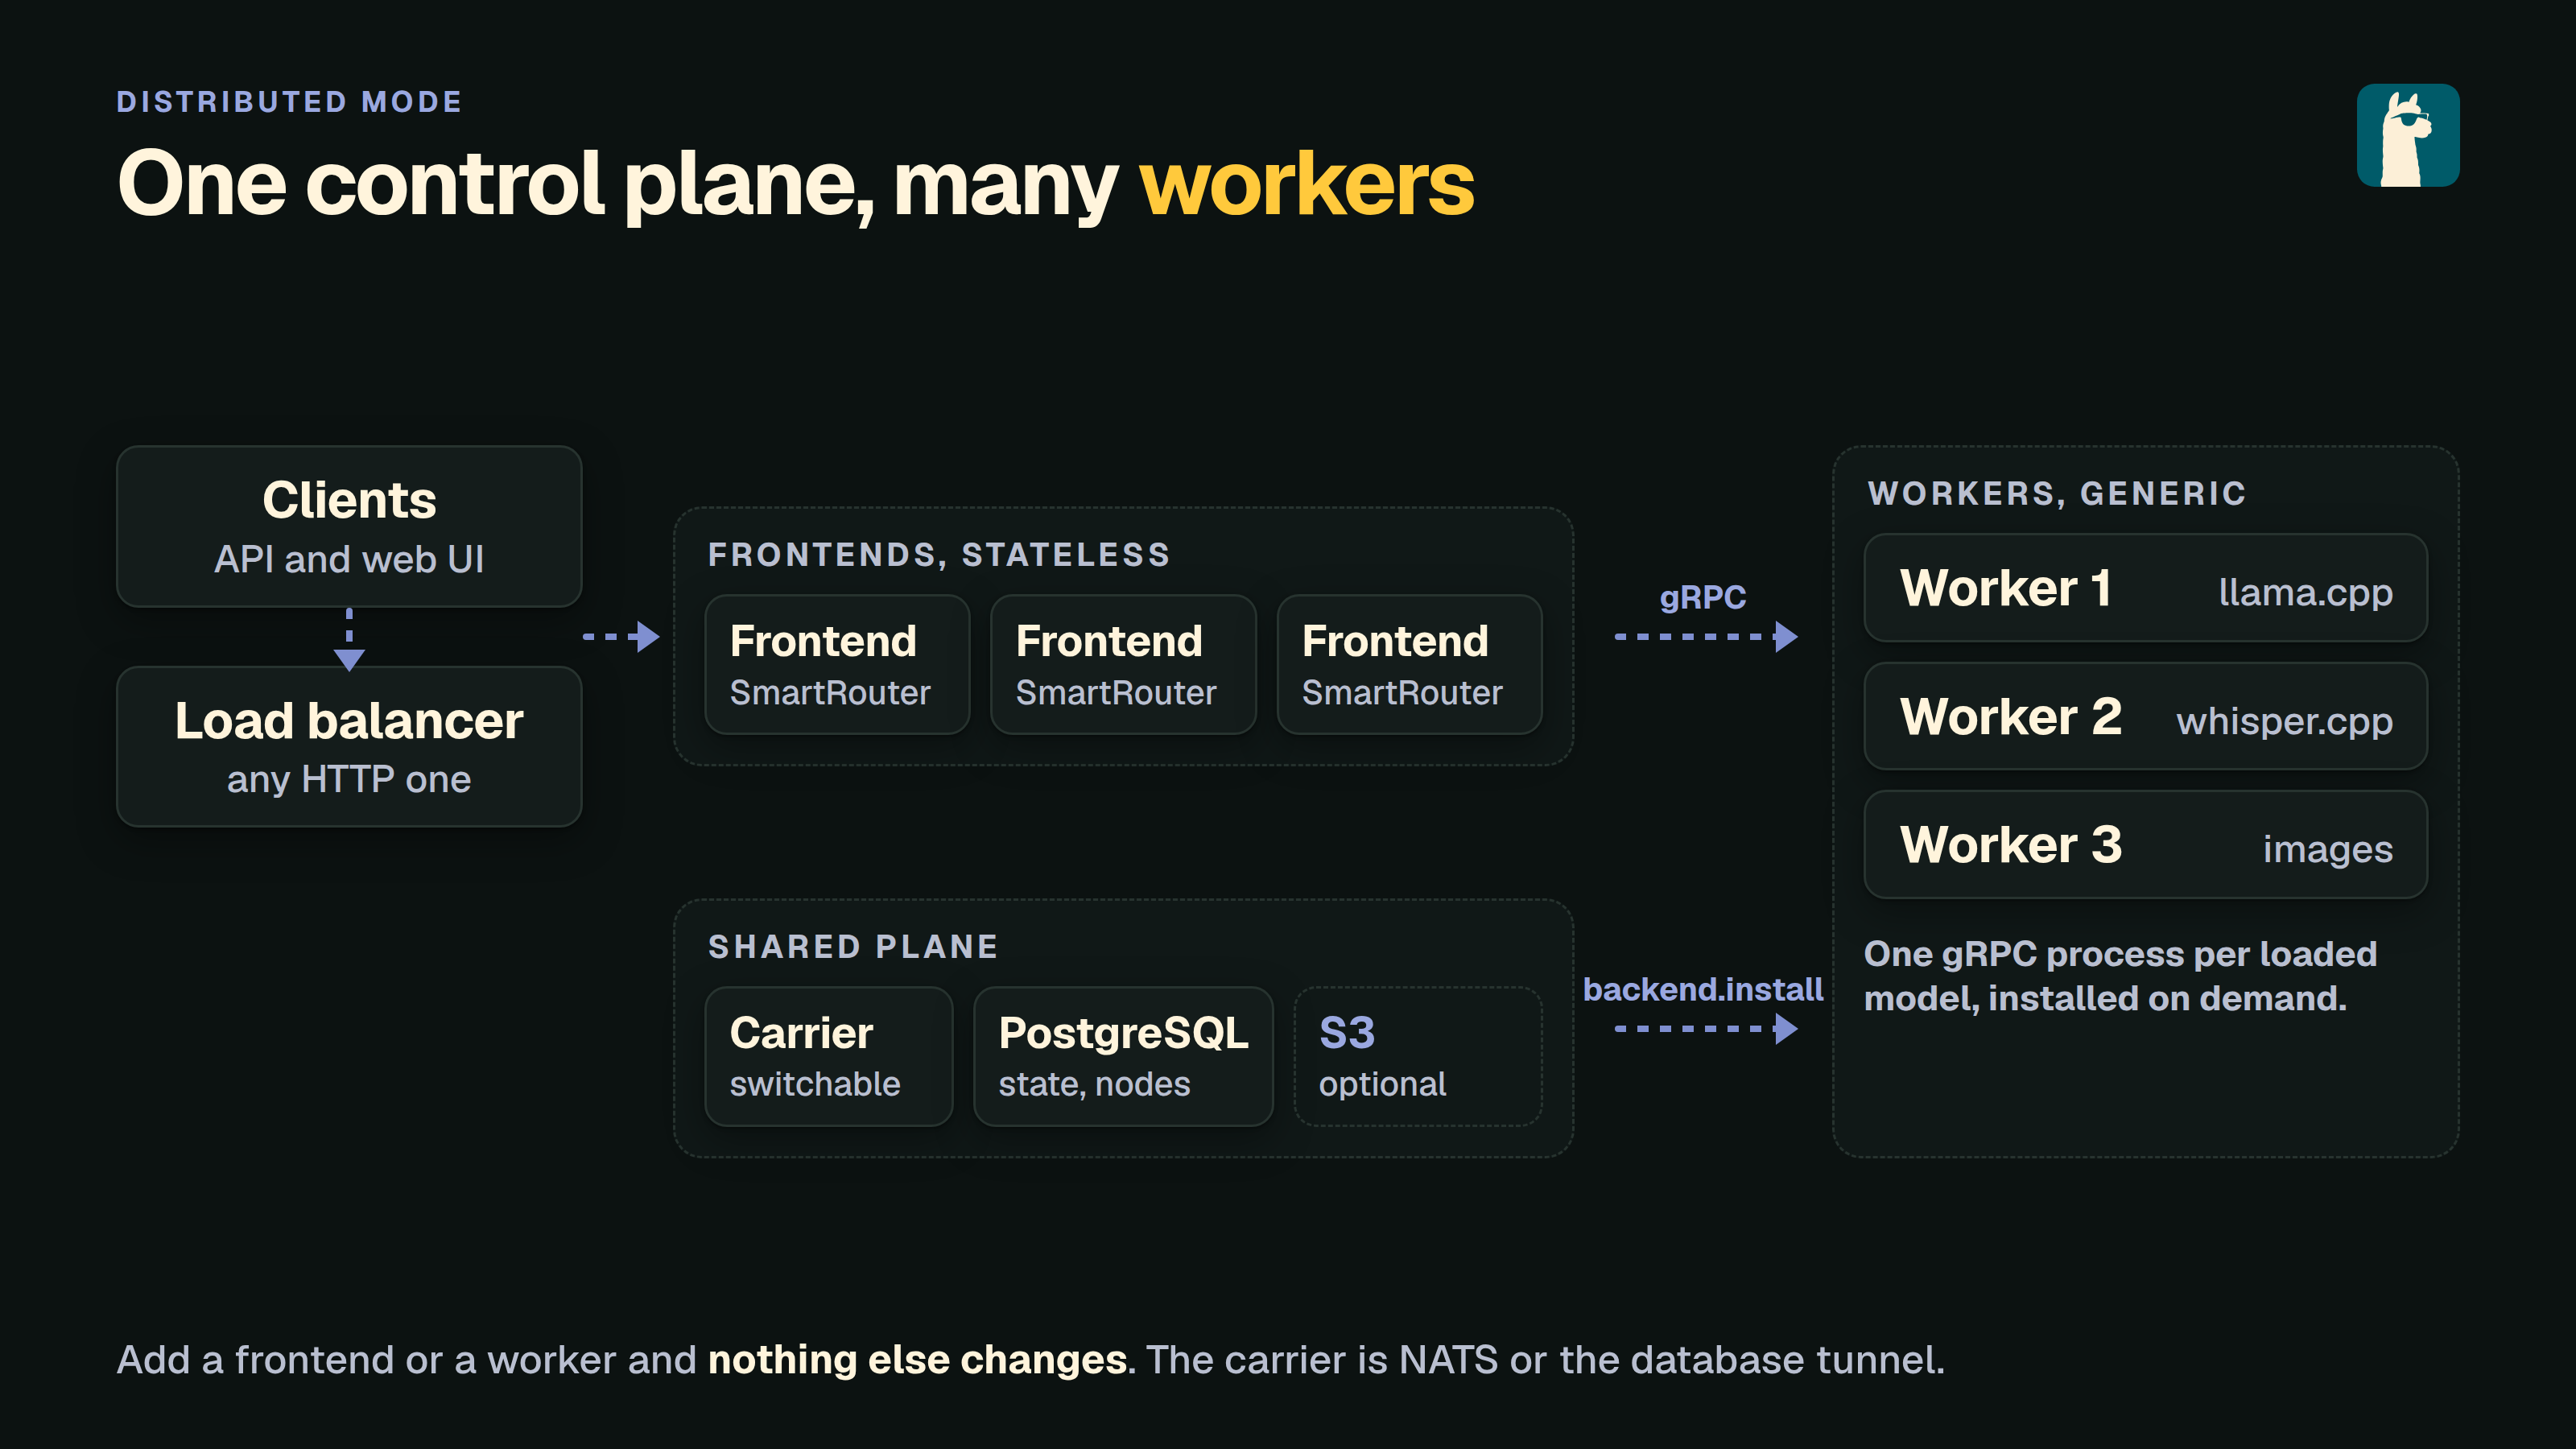 DISTRIBUTED MODE
One control plane, many workers
Clients
API and web UI
Load balancer
any HTTP one
FRONTENDS, STATELESS
Frontend
SmartRouter
Frontend
SmartRouter
Frontend
SmartRouter
gRPC
SHARED PLANE
Carrier
switchable
PostgreSQL
state, nodes
S3
optional
backend.install
WORKERS, GENERIC
Worker 1 llama.cpp
Worker 2 whisper.cpp
Worker 3 images
One gRPC process per loaded
model, installed on demand.
Add a frontend or a worker and nothing else changes. The carrier is NATS or the database tunnel.